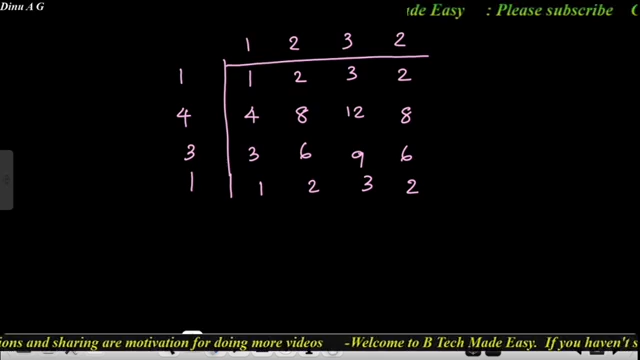 Dinu A G
ade Easy : Please subscribe
1 2 3 2
1 1 2 3 2
4 4 8 12 8
3 3 6 9 6
1 1 2 3 2
ions and sharing are motivation for doing more videos -Welcome to B Tech Made Easy. If you haven't s